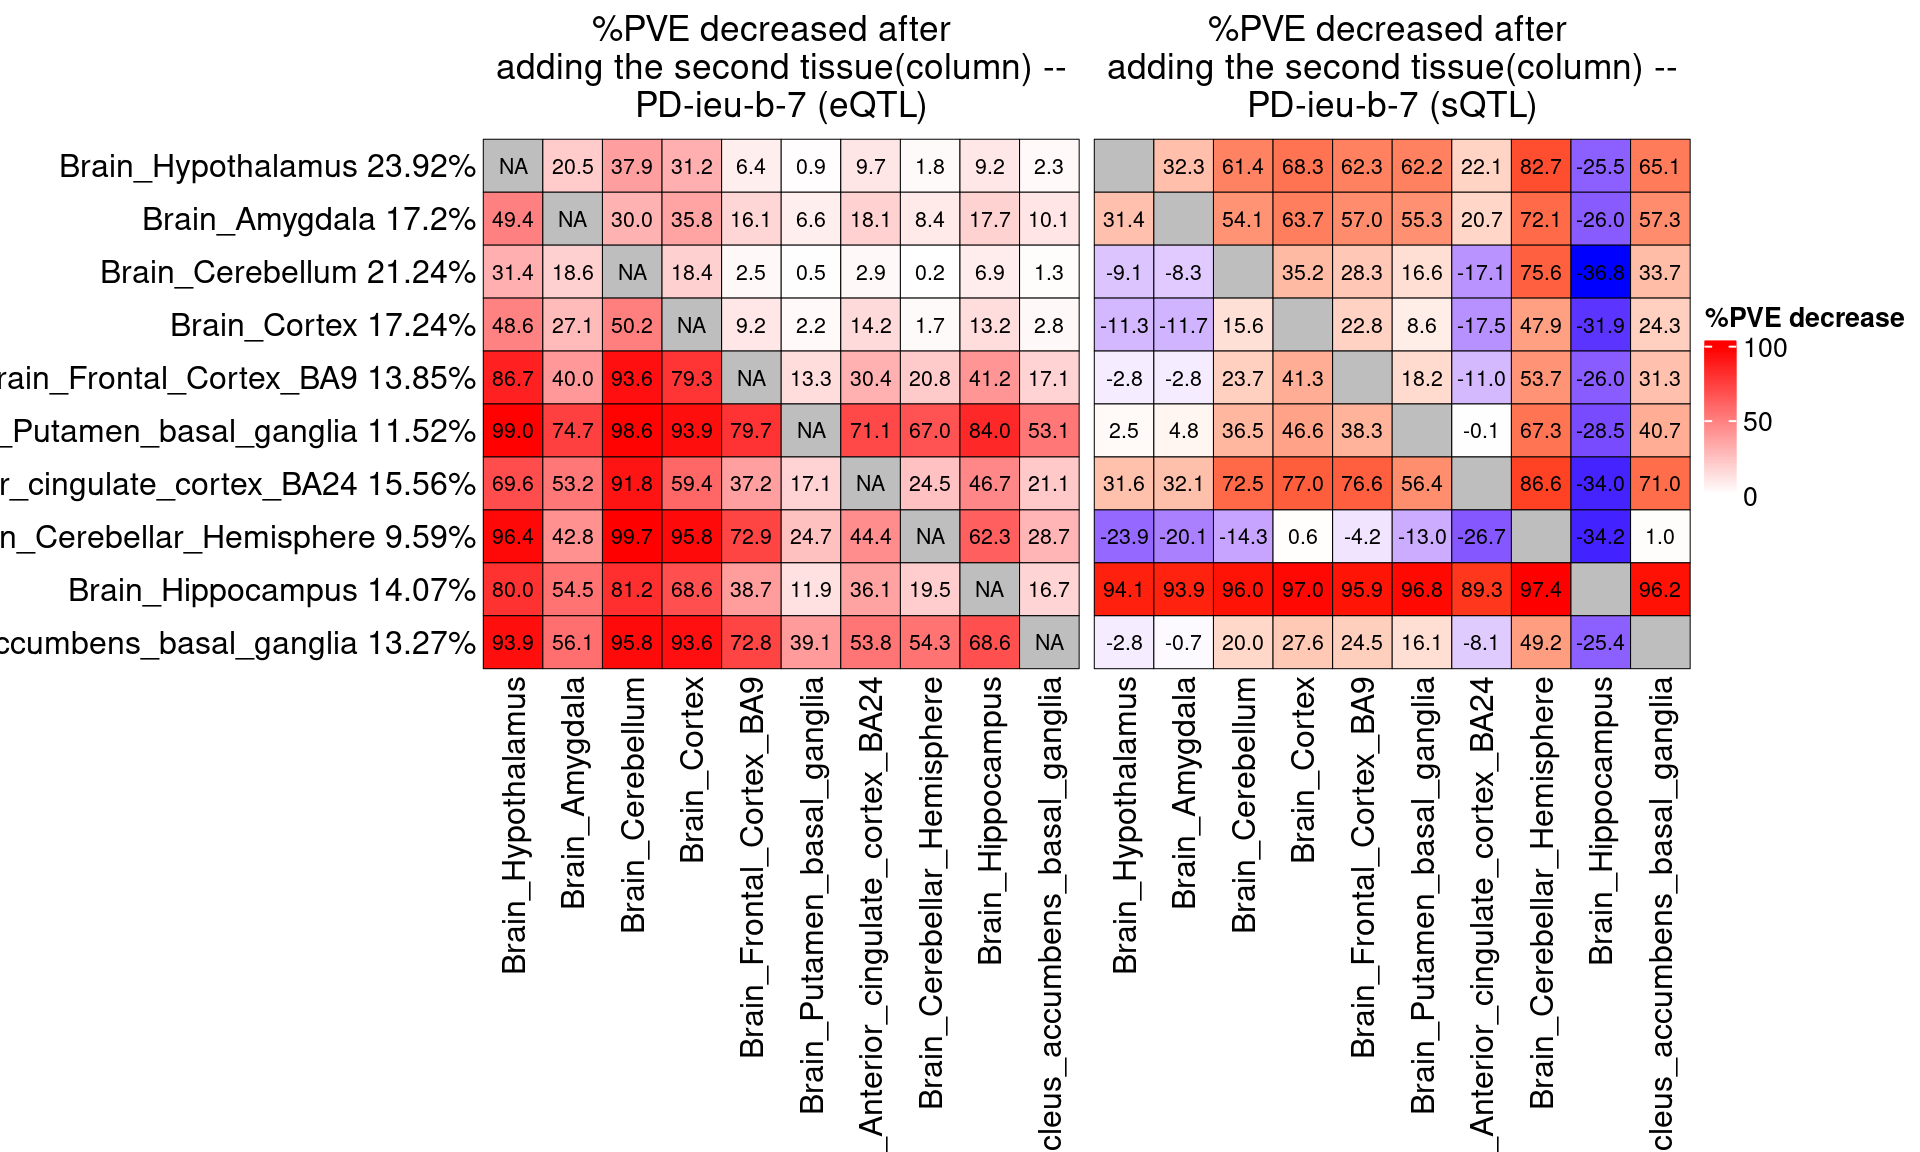 %PVE decreased after
adding the second tissue(column) --
PD-ieu-b-7 (eQTL)
%PVE decreased after
adding the second tissue(column) --
PD-ieu-b-7 (sQTL)
Brain_Hypothalamus 23.92% NA 20.5 37.9 31.2 6.4 0.9 9.7 1.8 9.2 2.3 32.3 61.4 68.3 62.3 62.2 22.1 82.7 -25.5 65.1
Brain_Amygdala 17.2% 49.4 NA 30.0 35.8 16.1 6.6 18.1 8.4 17.7 10.1 31.4 54.1 63.7 57.0 55.3 20.7 72.1 -26.0 57.3
Brain_Cerebellum 21.24% 31.4 18.6 NA 18.4 2.5 0.5 2.9 0.2 6.9 1.3 -9.1 -8.3 35.2 28.3 16.6 -17.1 75.6 -36.8 33.7
Brain_Cortex 17.24% 48.6 27.1 50.2 NA 9.2 2.2 14.2 1.7 13.2 2.8 -11.3 -11.7 15.6 22.8 8.6 -17.5 47.9 -31.9 24.3
rain_Frontal_Cortex_BA9 13.85% 86.7 40.0 93.6 79.3 NA 13.3 30.4 20.8 41.2 17.1 -2.8 -2.8 23.7 41.3 18.2 -11.0 53.7 -26.0 31.3
_Putamen_basal_ganglia 11.52% 99.0 74.7 98.6 93.9 79.7 NA 71.1 67.0 84.0 53.1 2.5 4.8 36.5 46.6 38.3 -0.1 67.3 -28.5 40.7
r_cingulate_cortex_BA24 15.56% 69.6 53.2 91.8 59.4 37.2 17.1 NA 24.5 46.7 21.1 31.6 32.1 72.5 77.0 76.6 56.4 86.6 -34.0 71.0
n_Cerebellar_Hemisphere 9.59% 96.4 42.8 99.7 95.8 72.9 24.7 44.4 NA 62.3 28.7 -23.9 -20.1 -14.3 0.6 -4.2 -13.0 -26.7 -34.2 1.0
Brain_Hippocampus 14.07% 80.0 54.5 81.2 68.6 38.7 11.9 36.1 19.5 NA 16.7 94.1 93.9 96.0 97.0 95.9 96.8 89.3 97.4 96.2
ccumbens_basal_ganglia 13.27% 93.9 56.1 95.8 93.6 72.8 39.1 53.8 54.3 68.6 NA -2.8 -0.7 20.0 27.6 24.5 16.1 -8.1 49.2 -25.4
Brain_Hypothalamus
Brain_Amygdala
Brain_Cerebellum
Brain_Cortex
Brain_Frontal_Cortex_BA9
Brain_Putamen_basal_ganglia
_Anterior_cingulate_cortex_BA24
Brain_Cerebellar_Hemisphere
Brain_Hippocampus
cleus_accumbens_basal_ganglia
Brain_Hypothalamus
Brain_Amygdala
Brain_Cerebellum
Brain_Cortex
Brain_Frontal_Cortex_BA9
Brain_Putamen_basal_ganglia
_Anterior_cingulate_cortex_BA24
Brain_Cerebellar_Hemisphere
Brain_Hippocampus
cleus_accumbens_basal_ganglia
%PVE decrease
100
50
0